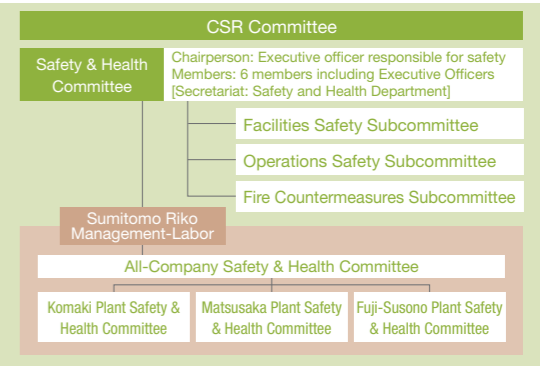 CSR Committee
Safety & Health
Committee
Chairperson: Executive officer responsible for safety
Members: 6 members including Executive Officers
[Secretariat: Safety and Health Department]
Facilities Safety Subcommittee
Operations Safety Subcommittee
Fire Countermeasures Subcommittee
Sumitomo Riko
Management-Labor
All-Company Safety & Health Committee
Komaki Plant Safety &
Health Committee
Matsusaka Plant Safety
& Health Committee
Fuji-Susono Plant Safety
& Health Committee